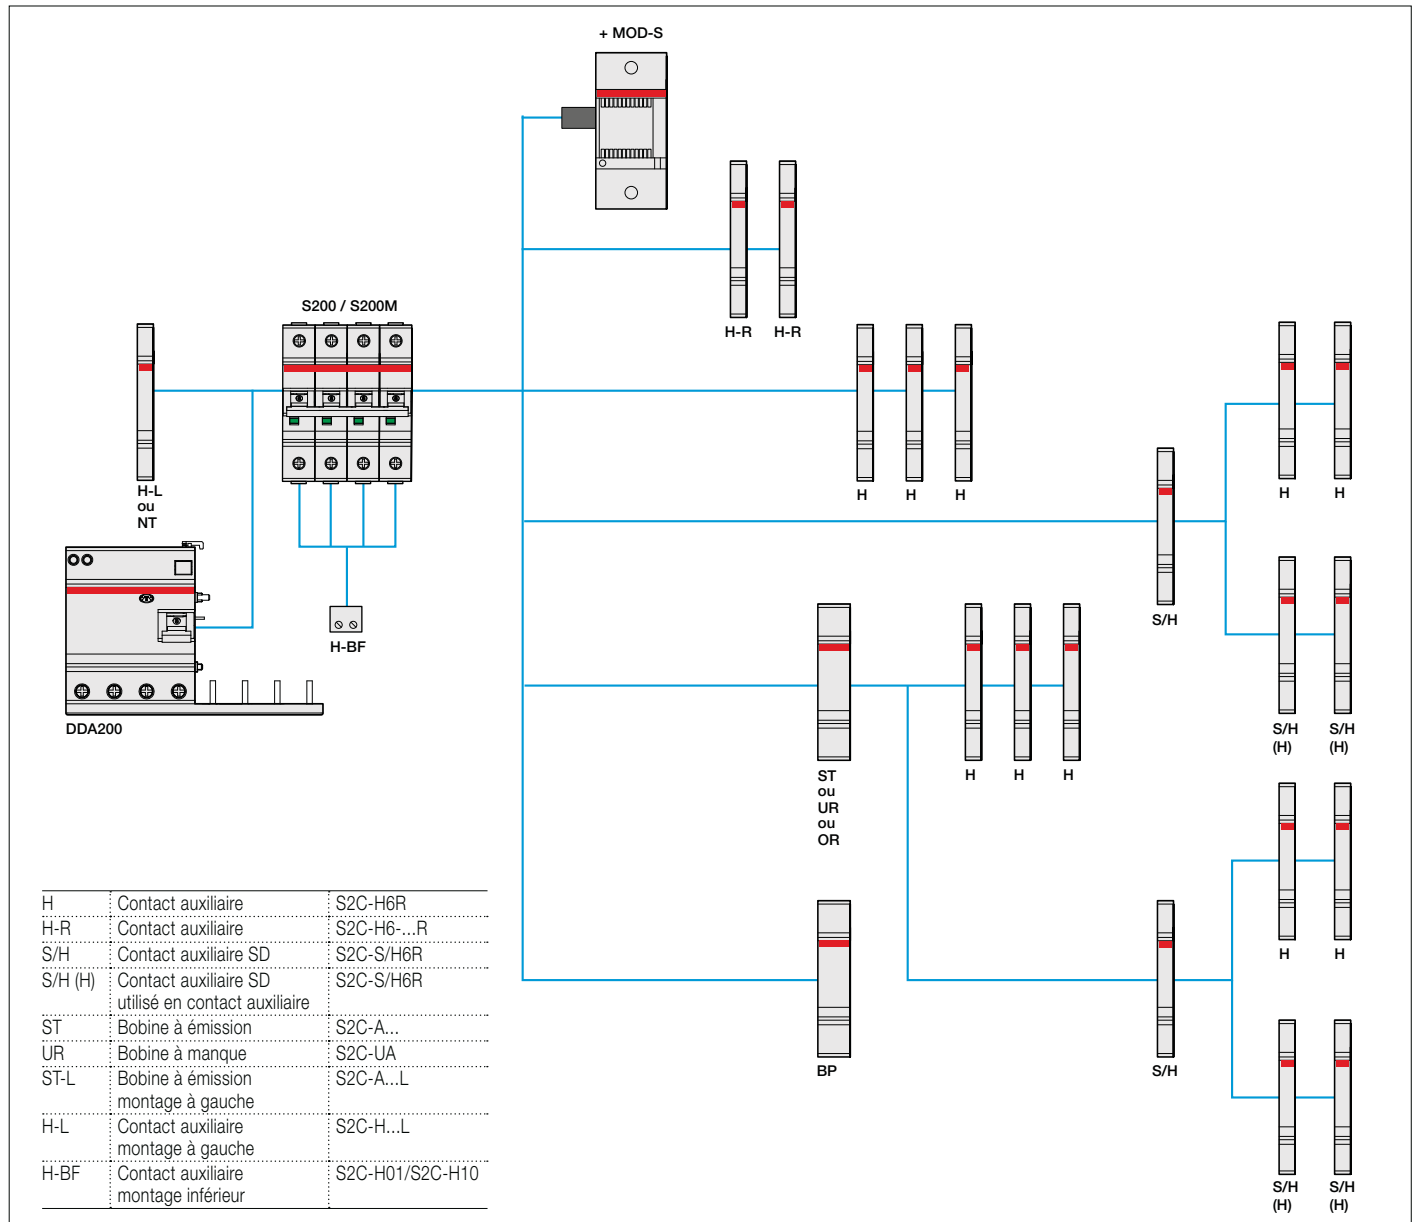 + MOD-S
H-R H-R
S200 / S200M
H-L
ou
NT
H H H
H H
S/H
H-BF
DDA200
S/H S/H
(H) (H)
ST
ou
UR
ou
OR
H H H
H H
BP
S/H
S/H S/H
(H) (H)
H Contact auxiliaire S2C-H6R
H-R Contact auxiliaire S2C-H6-...R
S/H Contact auxiliaire SD S2C-S/H6R
S/H (H) Contact auxiliaire SD S2C-S/H6R
utilisé en contact auxiliaire
ST Bobine à émission S2C-A...
UR Bobine à manque S2C-UA
ST-L Bobine à émission S2C-A...L
montage à gauche
H-L Contact auxiliaire S2C-H...L
montage à gauche
H-BF Contact auxiliaire S2C-H01/S2C-H10
montage inférieur